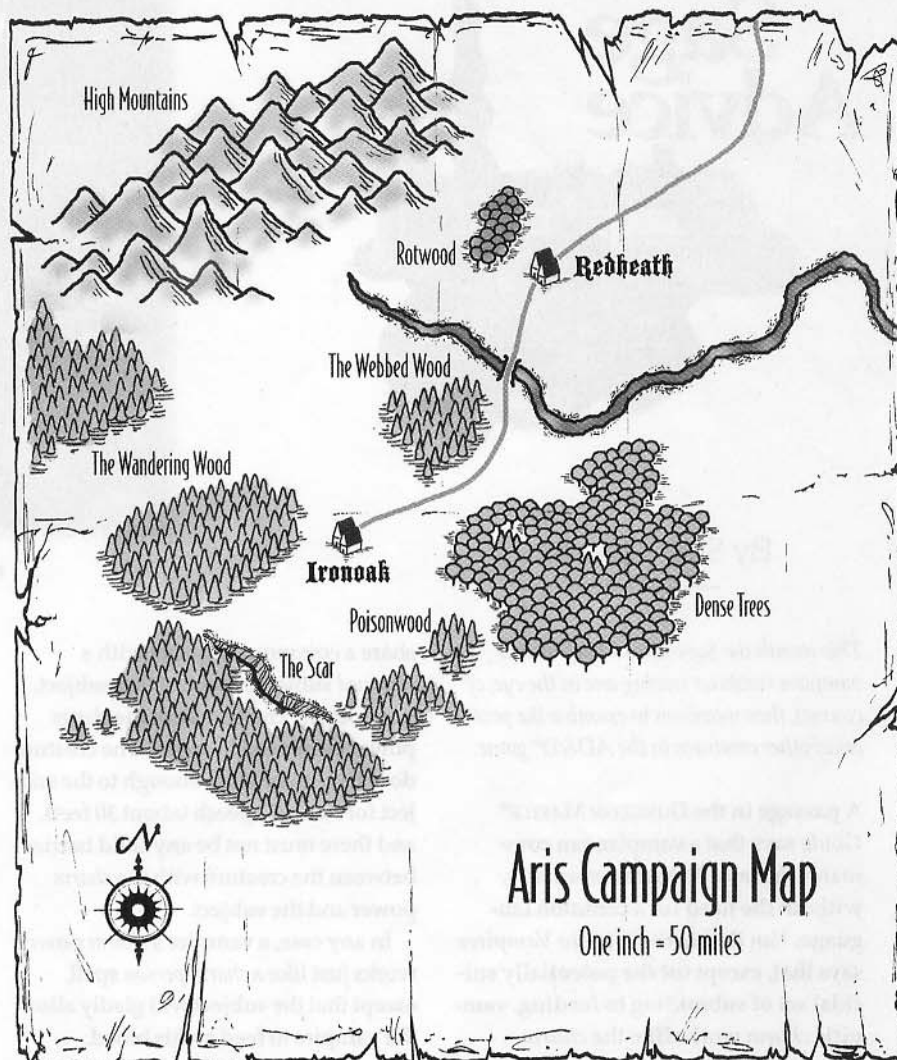 High Mountains
Rotwood
Redheath
The Webbed Wood
The Wandering Wood
Ironoak
Poisonwood
Dense Trees
The Scar
N
Aris Campaign Map
One inch = 50 miles